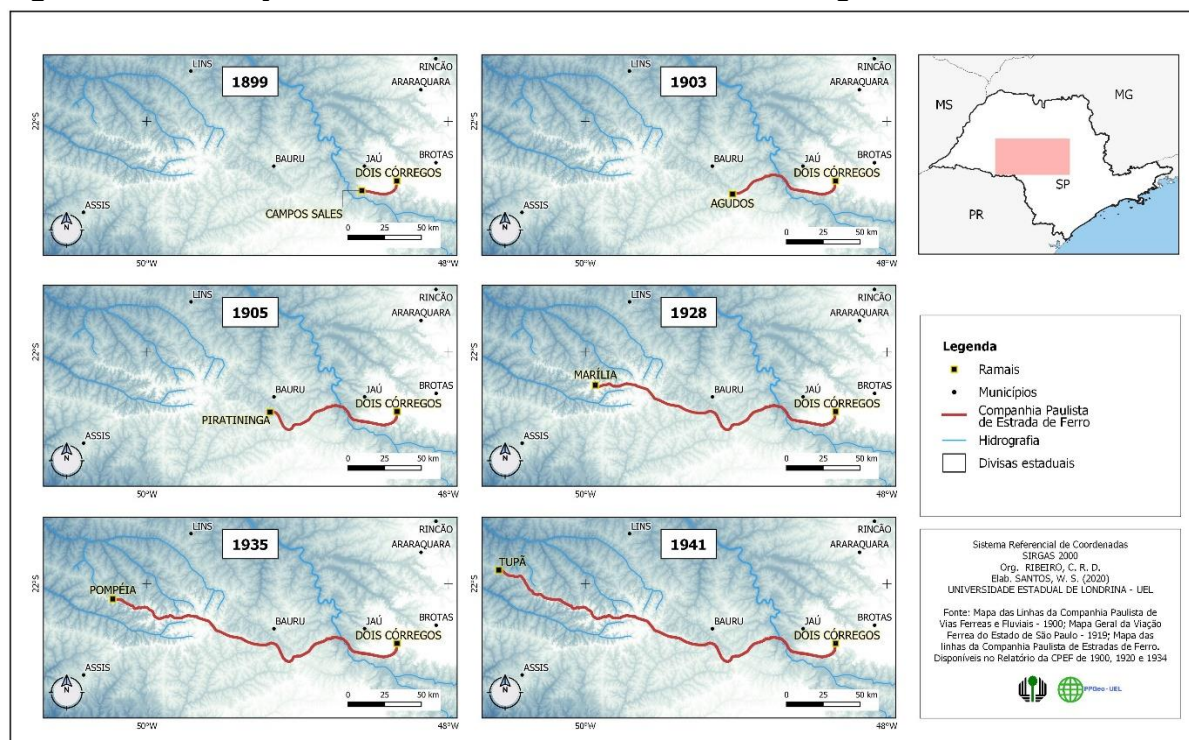 1899
LINS
RINCÃO
ARARAQUARA
22°S
BAURU
JAÚ
BROTAS
DOIS CÓRREGOS
CAMPOS SALES
ASSIS
N
0 25 50 km
50°W
48°W
1903
LINS
RINCÃO
ARARAQUARA
22°S
BAURU
JAÚ
BROTAS
DOIS CÓRREGOS
AGUDOS
ASSIS
N
0 25 50 km
50°W
48°W
MS
MG
SP
PR
1905
LINS
RINCÃO
ARARAQUARA
22°S
BAURU
JAÚ
BROTAS
DOIS CÓRREGOS
PIRATININGA
ASSIS
N
0 25 50 km
50°W
48°W
1928
LINS
RINCÃO
ARARAQUARA
22°S
MARÍLIA
BAURU
JAÚ
BROTAS
DOIS CÓRREGOS
ASSIS
N
0 25 50 km
50°W
48°W
Legenda
Ramais
Municípios
Companhia Paulista
de Estrada de Ferro
Hidrografia
Divisas estaduais
1935
LINS
RINCÃO
ARARAQUARA
22°S
POMPÉIA
BAURU
JAÚ
BROTAS
DOIS CÓRREGOS
ASSIS
N
0 25 50 km
50°W
48°W
1941
LINS
RINCÃO
ARARAQUARA
22°S
TUPÃ
BAURU
JAÚ
BROTAS
DOIS CÓRREGOS
ASSIS
N
0 25 50 km
50°W
48°W
Sistema Referencial de Coordenadas
SIRGAS 2000
Org. RIBEIRO, C. R. D.
Elab. SANTOS, W. S. (2020)
UNIVERSIDADE ESTADUAL DE LONDRINA - UEL
Fonte: Mapa das Linhas da Companhia Paulista de
Vias Ferreas e Fluviais - 1900; Mapa Geral da Viação
Ferrea do Estado de São Paulo - 1919; Mapa das
linhas da Companhia Paulista de Estradas de Ferro.
Disponíveis no Relatório da CPEF de 1900, 1920 e 1934
PPGeo-UEL